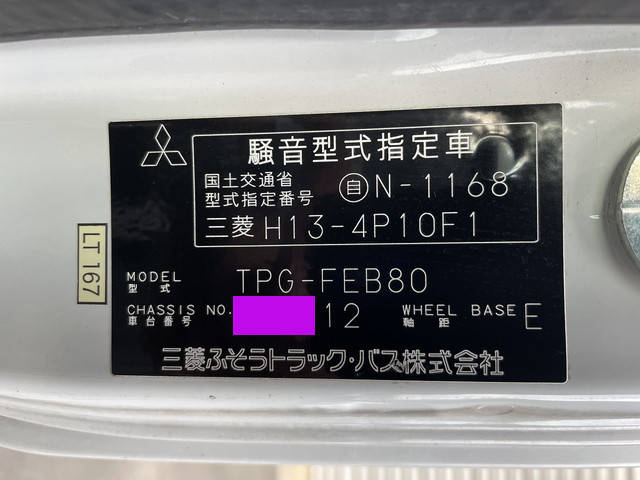 騒音型式指定車
国土交通省
型式指定番号
自 N-1168
三菱 H13-4P10F1
LT 167
MODEL
型式
TPG-FEB80
CHASSIS NO.
車台番号
12
WHEEL BASE
軸距
E
三菱ふそうトラック・バス株式会社